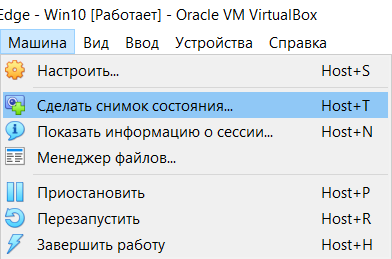 Edge - Win10 [Работает] - Oracle VM VirtualBox
Машина Вид Ввод Устройства Справка
Настроить... Host+S
Сделать снимок состояния... Host+T
Показать информацию о сессии... Host+N
Менеджер файлов...
Приостановить Host+P
Перезапустить Host+R
Завершить работу Host+H